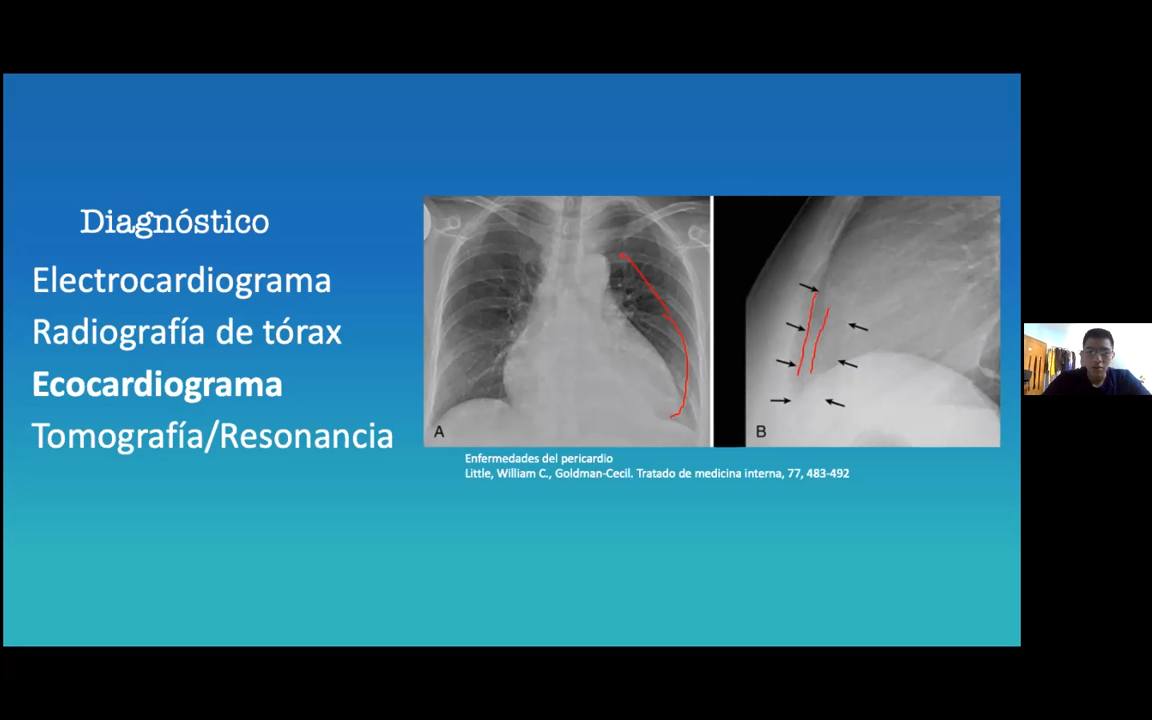 Diagnóstico
Electrocardiograma
Radiografía de tórax
Ecocardiograma
Tomografía/Resonancia
A
B
Enfermedades del pericardio
Little, William C., Goldman-Cecil. Tratado de medicina interna, 77, 483-492